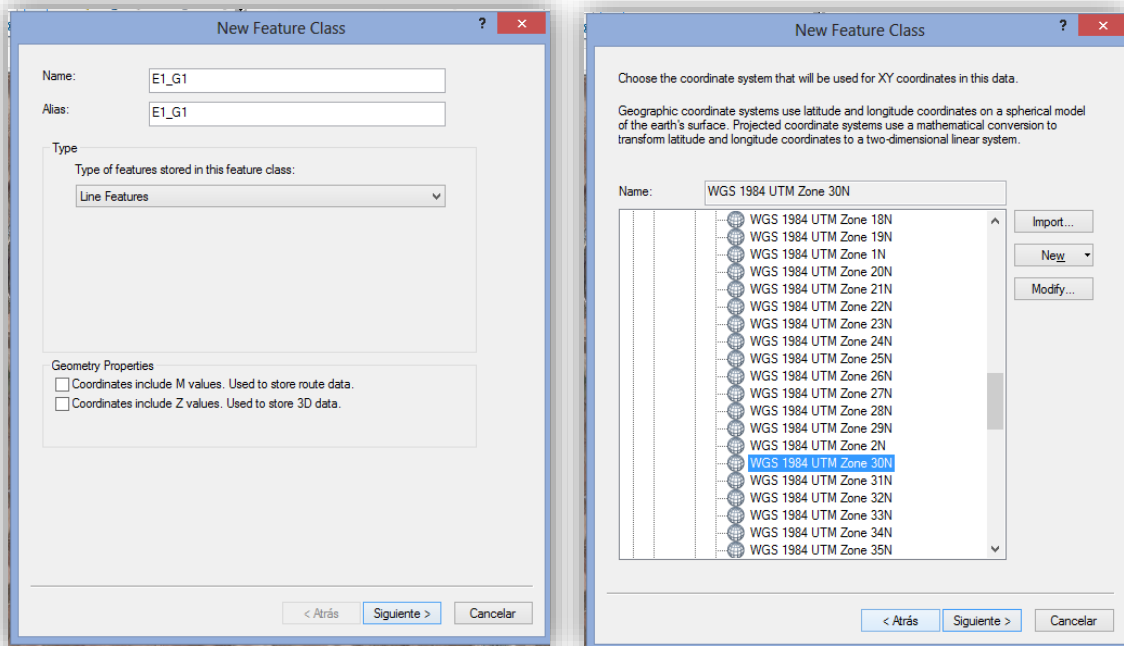 New Feature Class
?
Name:
E1_G1
Alias:
E1_G1
Type
Type of features stored in this feature class:
Line Features
Geometry Properties
Coordinates include M values. Used to store route data.
Coordinates include Z values. Used to store 3D data.
< Atrás
Siguiente >
Cancelar
New Feature Class
?
Choose the coordinate system that will be used for XY coordinates in this data.
Geographic coordinate systems use latitude and longitude coordinates on a spherical model
of the earth's surface. Projected coordinate systems use a mathematical conversion to
transform latitude and longitude coordinates to a two-dimensional linear system.
Name:
WGS 1984 UTM Zone 30N
WGS 1984 UTM Zone 18N
WGS 1984 UTM Zone 19N
WGS 1984 UTM Zone 1N
WGS 1984 UTM Zone 20N
WGS 1984 UTM Zone 21N
WGS 1984 UTM Zone 22N
WGS 1984 UTM Zone 23N
WGS 1984 UTM Zone 24N
WGS 1984 UTM Zone 25N
WGS 1984 UTM Zone 26N
WGS 1984 UTM Zone 27N
WGS 1984 UTM Zone 28N
WGS 1984 UTM Zone 29N
WGS 1984 UTM Zone 2N
WGS 1984 UTM Zone 30N
WGS 1984 UTM Zone 31N
WGS 1984 UTM Zone 32N
WGS 1984 UTM Zone 33N
WGS 1984 UTM Zone 34N
WGS 1984 UTM Zone 35N
Import...
New
Modify...
< Atrás
Siguiente >
Cancelar